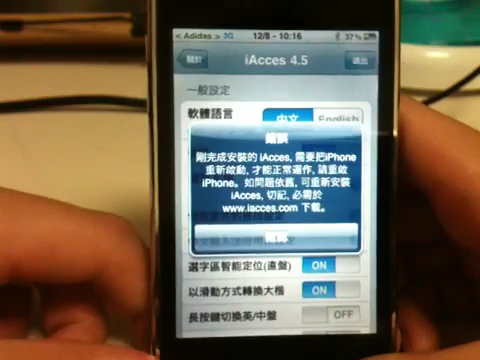 < Adidas > 3G 12/8 - 10:16 37%
關於 iAcces 4.5 退出
一般設定
軟體語言 中文 English
錯誤
剛完成安裝的 iAcces, 需要把iPhone
重新啟動, 才能正常運作, 請重啟
iPhone。如問題依舊, 可重新安裝
iAcces, 切記, 必需於
www.iacces.com 下載。
確認
選字區智能定位(直盤) ON
以滑動方式轉換大楷 ON
長按鍵切換英/中盤 OFF